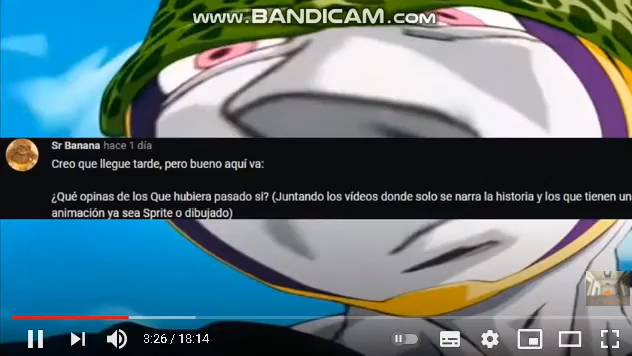 www.BANDICAM.com
Sr Banana hace 1 día
Creo que llegue tarde, pero bueno aquí va:
¿Qué opinas de los Que hubiera pasado si? (Juntando los vídeos donde solo se narra la historia y los que tienen un
animación ya sea Sprite o dibujado)
3:26 / 18:14